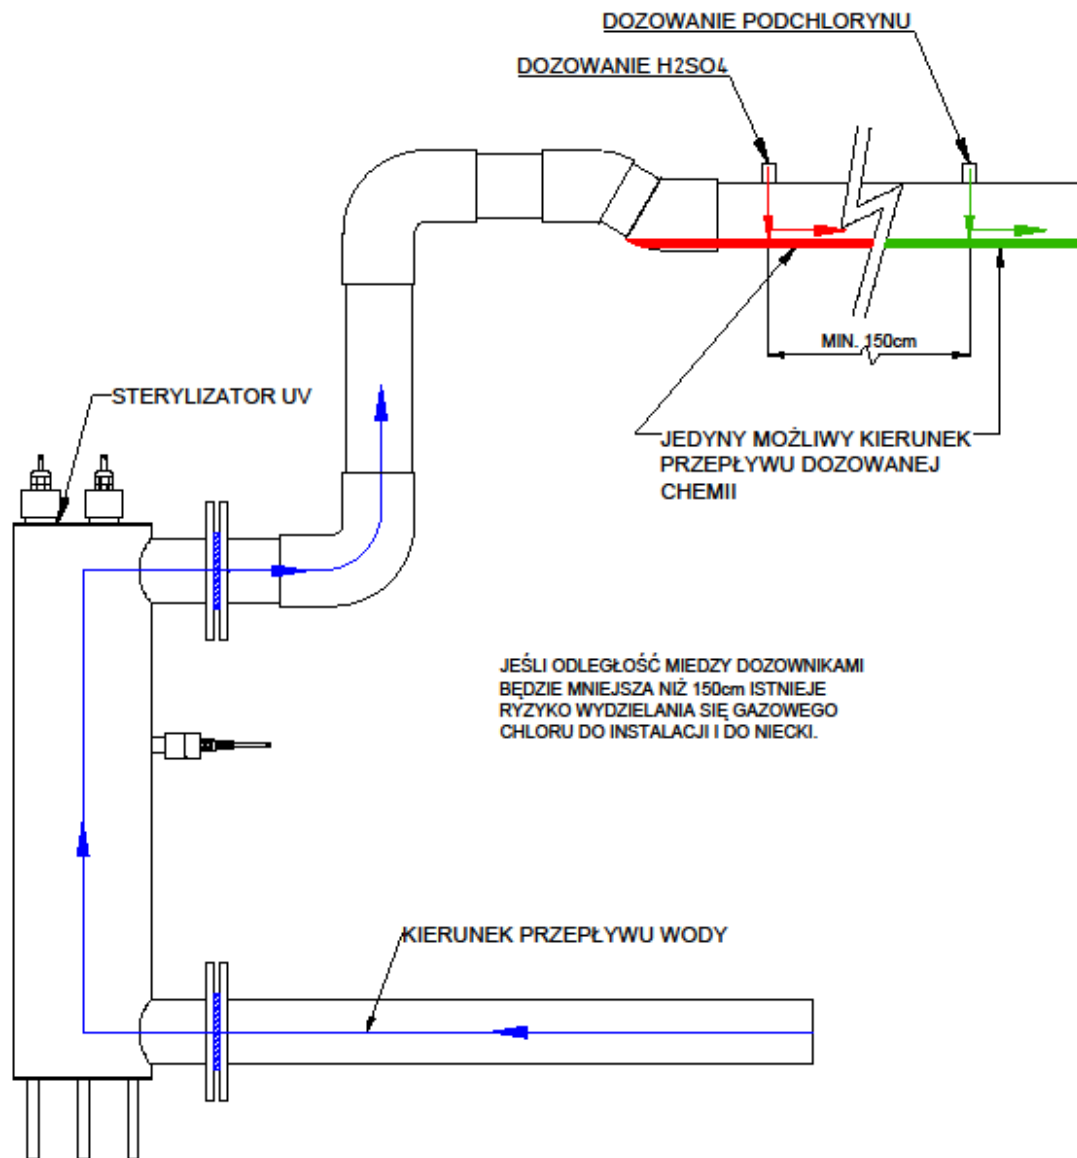 DOZOWANIE PODCHLORYNU
DOZOWANIE H2SO4
MIN. 150cm
STERYLIZATOR UV
JEDYNY MOŻLIWY KIERUNEK
PRZEPŁYWU DOZOWANEJ
CHEMII
JEŚLI ODLEGŁOŚĆ MIEDZY DOZOWNIKAMI
BĘDZIE MNIEJSZA NIŻ 150cm ISTNIEJE
RYZYKO WYDZIELANIA SIĘ GAZOWEGO
CHLORU DO INSTALACJI I DO NIECKI.
KIERUNEK PRZEPŁYWU WODY